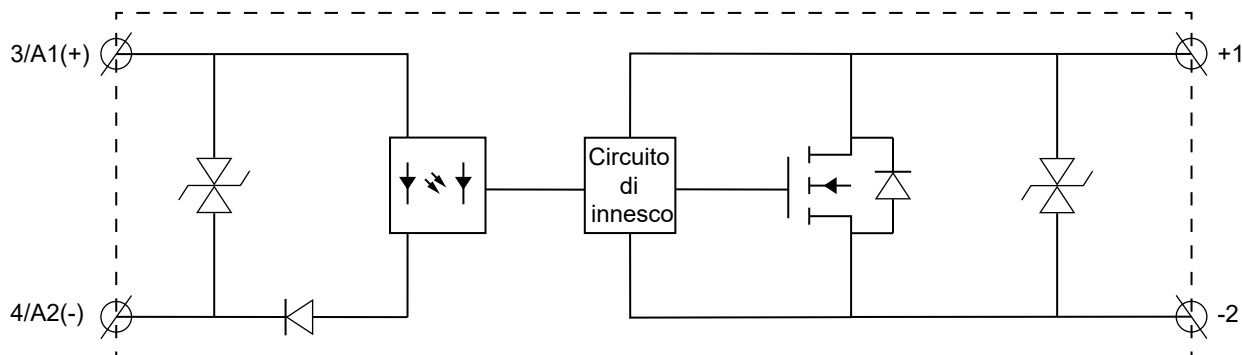 3/A1(+)
+1
Circuito
di
innesco
4/A2(-)
-2